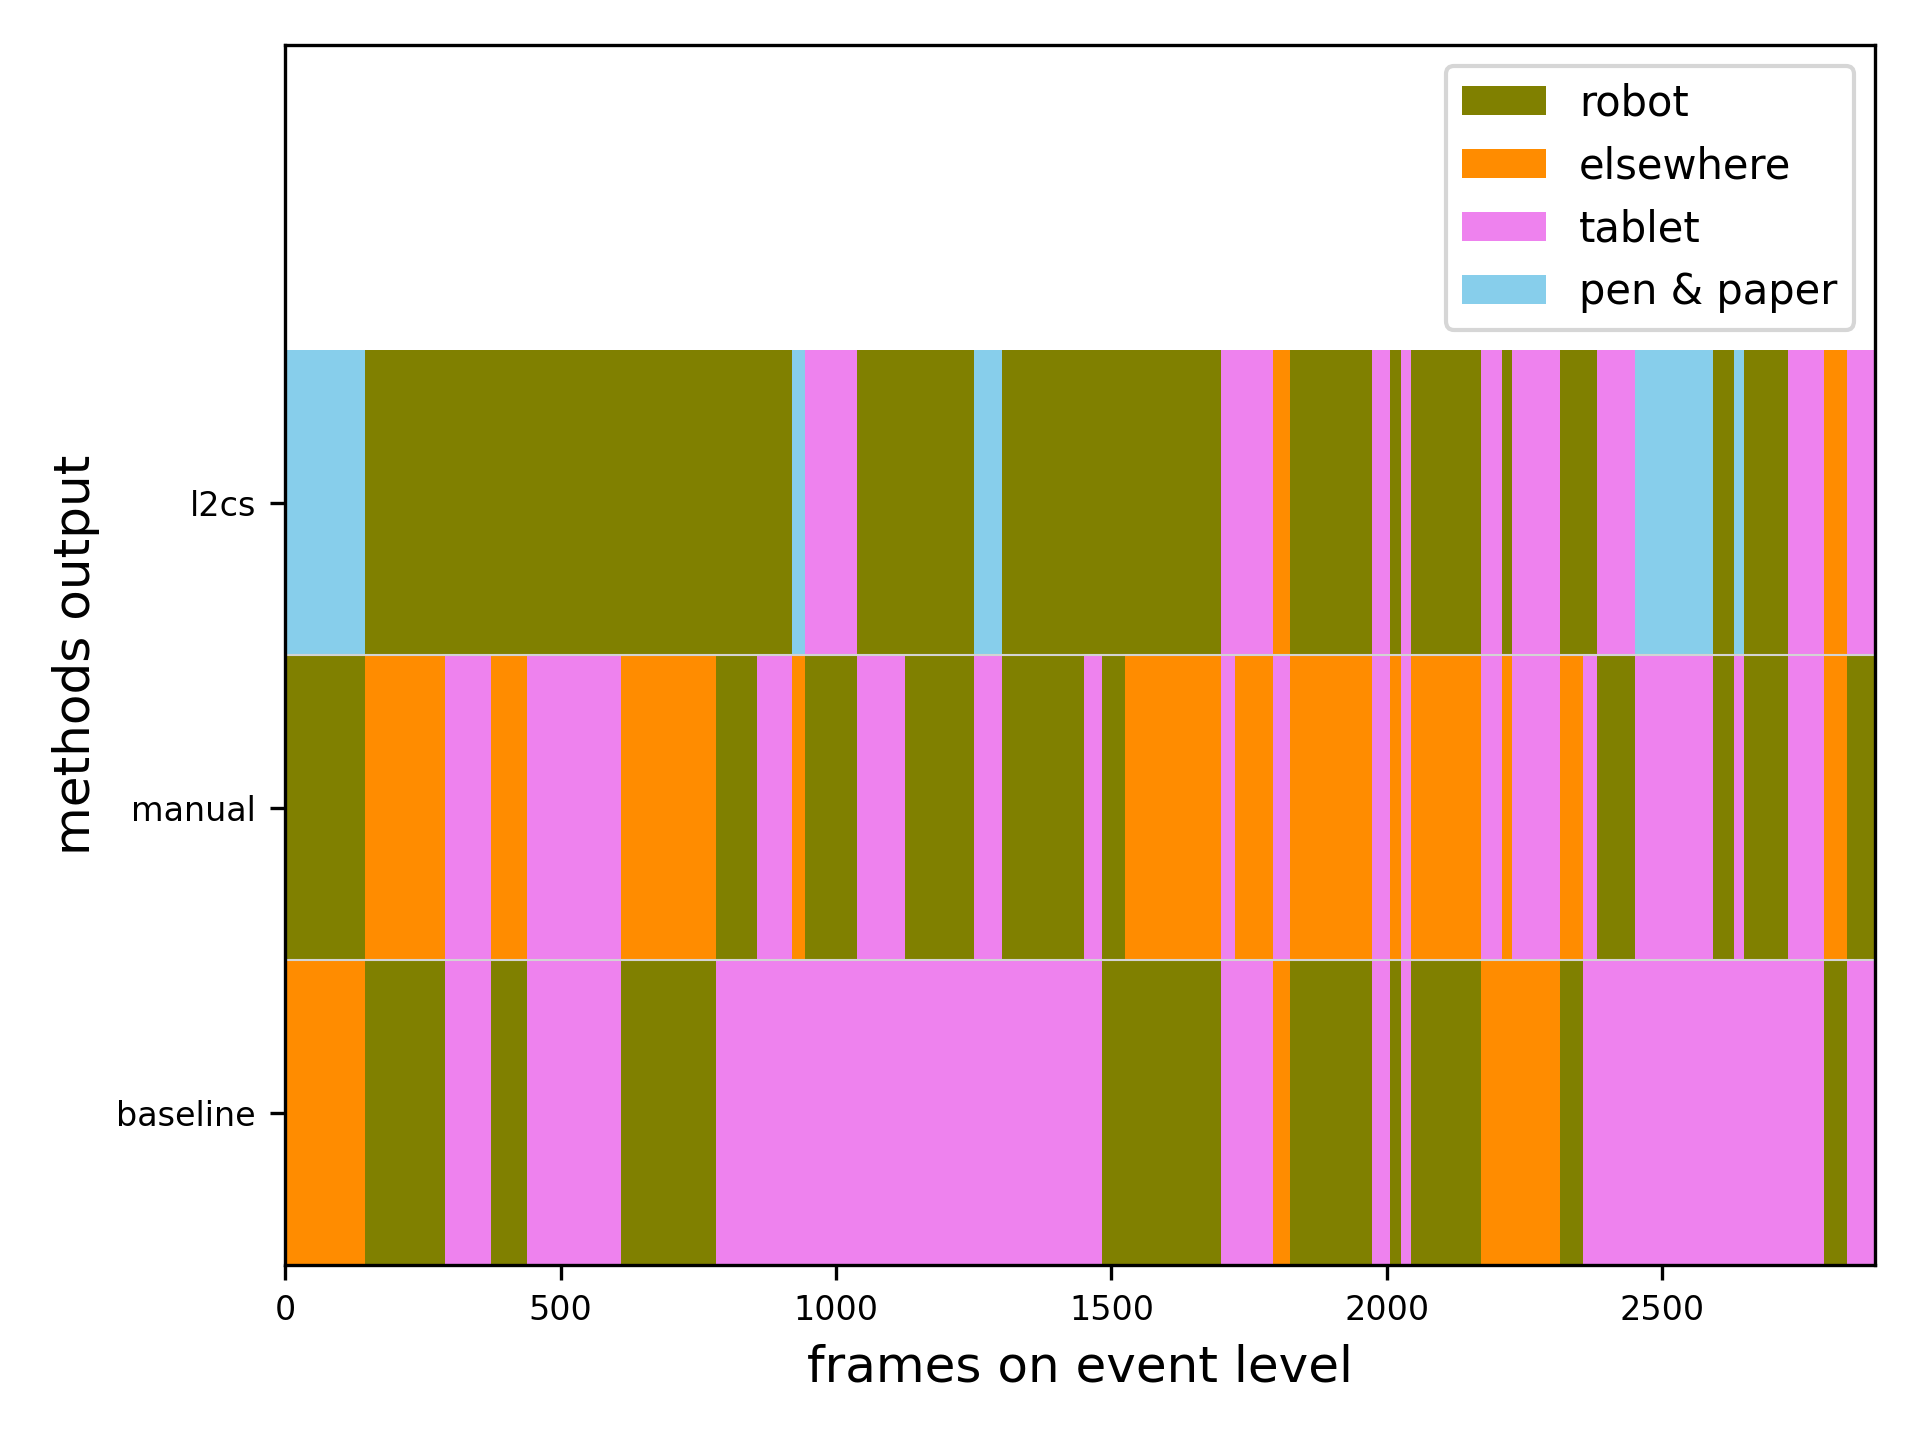 robot
elsewhere
tablet
pen & paper
methods output
l2cs
manual
baseline
0 500 1000 1500 2000 2500
frames on event level